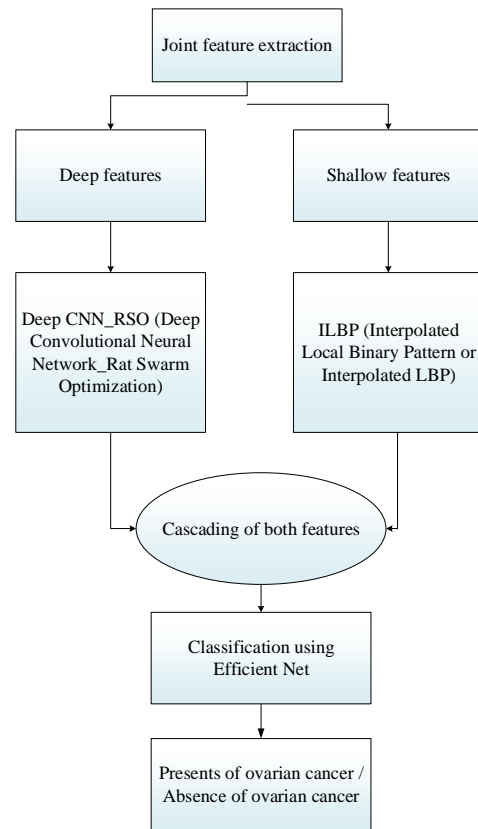 Joint feature extraction
Deep features
Shallow features
Deep CNN_RSO (Deep
Convolutional Neural
Network_Rat Swarm
Optimization)
ILBP (Interpolated
Local Binary Pattern or
Interpolated LBP)
Cascading of both features
Classification using
Efficient Net
Presents of ovarian cancer /
Absence of ovarian cancer